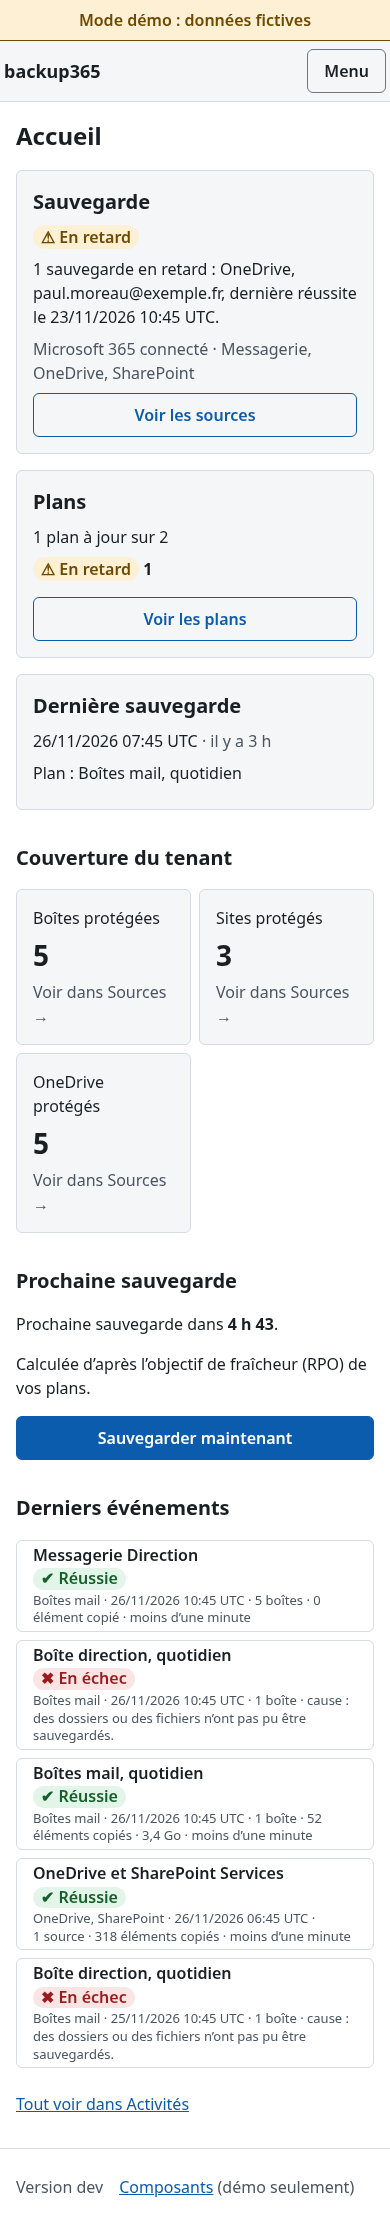 Mode démo : données fictives
backup365
Menu
Accueil
Sauvegarde
⚠ En retard
1 sauvegarde en retard : OneDrive,
paul.moreau@exemple.fr, dernière réussite
le 23/11/2026 10:45 UTC.
Microsoft 365 connecté · Messagerie,
OneDrive, SharePoint
Voir les sources
Plans
1 plan à jour sur 2
⚠ En retard 1
Voir les plans
Dernière sauvegarde
26/11/2026 07:45 UTC · il y a 3 h
Plan : Boîtes mail, quotidien
Couverture du tenant
Boîtes protégées
5
Voir dans Sources
→
Sites protégés
3
Voir dans Sources
→
OneDrive
protégés
5
Voir dans Sources
→
Prochaine sauvegarde
Prochaine sauvegarde dans 4 h 43.
Calculée d’après l’objectif de fraîcheur (RPO) de
vos plans.
Sauvegarder maintenant
Derniers événements
Messagerie Direction
✔ Réussie
Boîtes mail · 26/11/2026 10:45 UTC · 5 boîtes · 0
élément copié · moins d’une minute
Boîte direction, quotidien
✖ En échec
Boîtes mail · 26/11/2026 10:45 UTC · 1 boîte · cause :
des dossiers ou des fichiers n’ont pas pu être
sauvegardés.
Boîtes mail, quotidien
✔ Réussie
Boîtes mail · 26/11/2026 10:45 UTC · 1 boîte · 52
éléments copiés · 3,4 Go · moins d’une minute
OneDrive et SharePoint Services
✔ Réussie
OneDrive, SharePoint · 26/11/2026 06:45 UTC ·
1 source · 318 éléments copiés · moins d’une minute
Boîte direction, quotidien
✖ En échec
Boîtes mail · 25/11/2026 10:45 UTC · 1 boîte · cause :
des dossiers ou des fichiers n’ont pas pu être
sauvegardés.
Tout voir dans Activités
Version dev Composants (démo seulement)